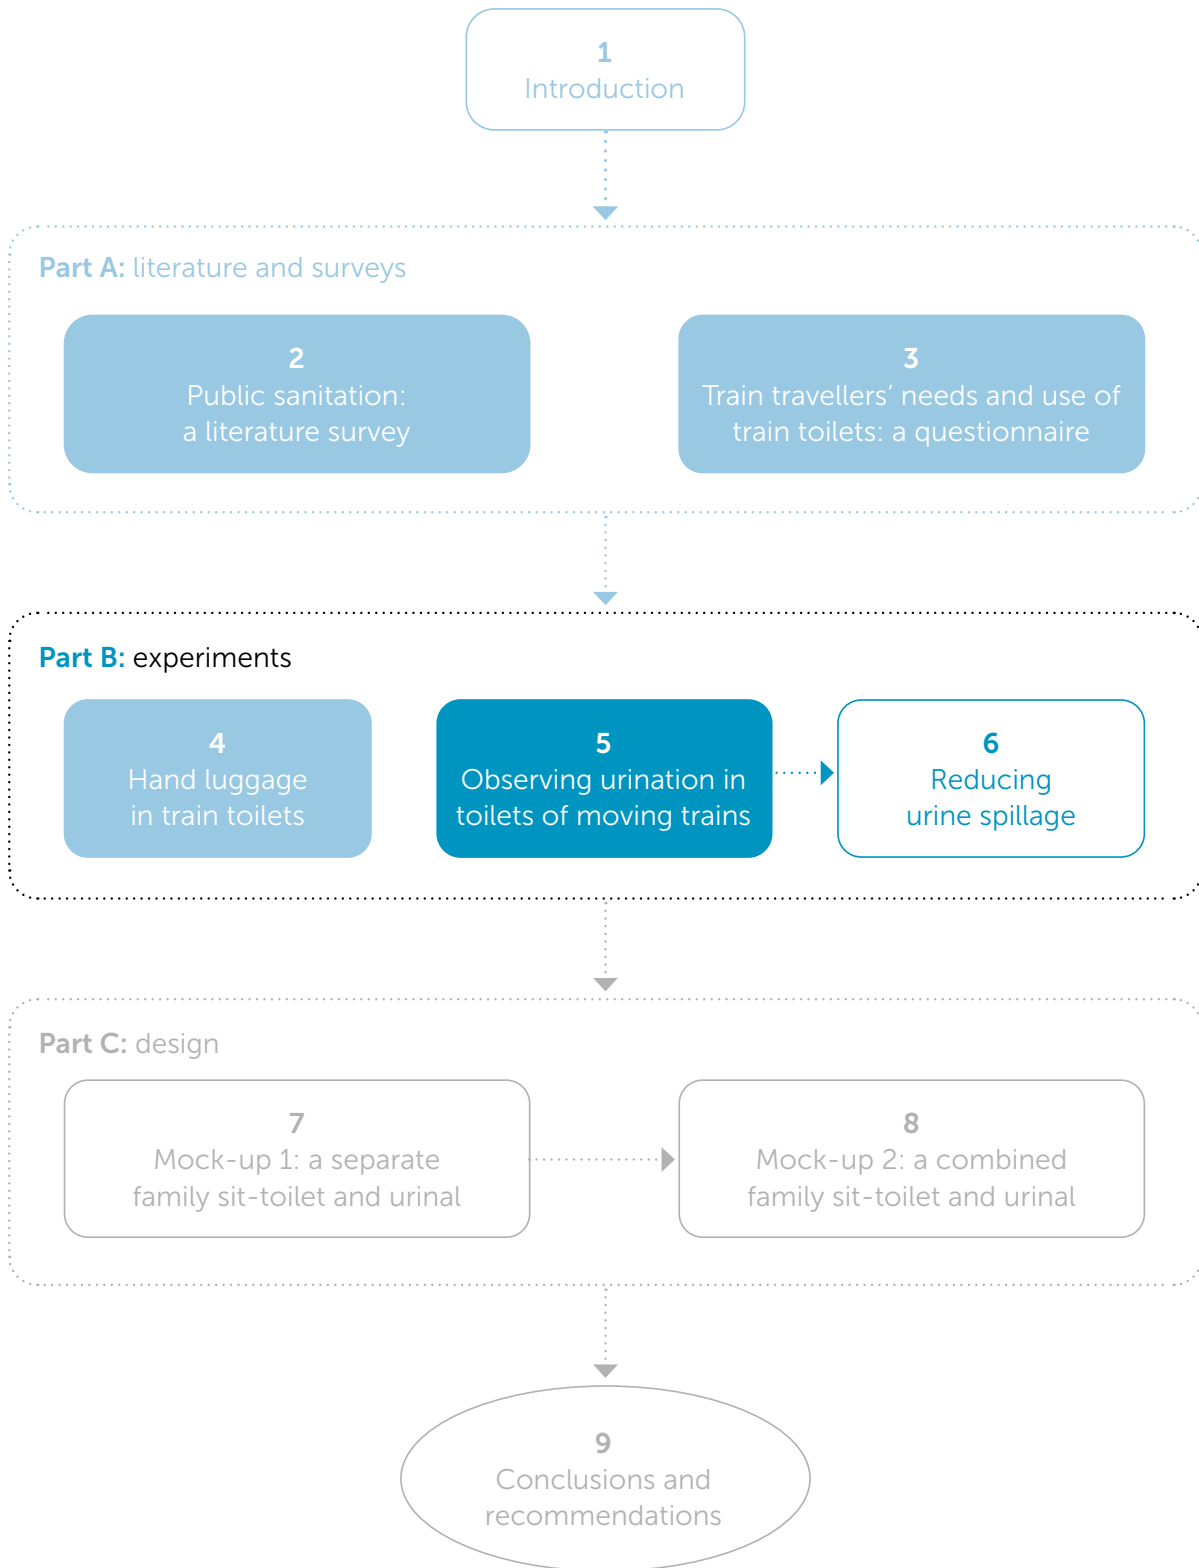 1
Introduction
Part A: literature and surveys
2
Public sanitation:
a literature survey
3
Train travellers’ needs and use of
train toilets: a questionnaire
Part B: experiments
4
Hand luggage
in train toilets
5
Observing urination in
toilets of moving trains
6
Reducing
urine spillage
Part C: design
7
Mock-up 1: a separate
family sit-toilet and urinal
8
Mock-up 2: a combined
family sit-toilet and urinal
9
Conclusions and
recommendations